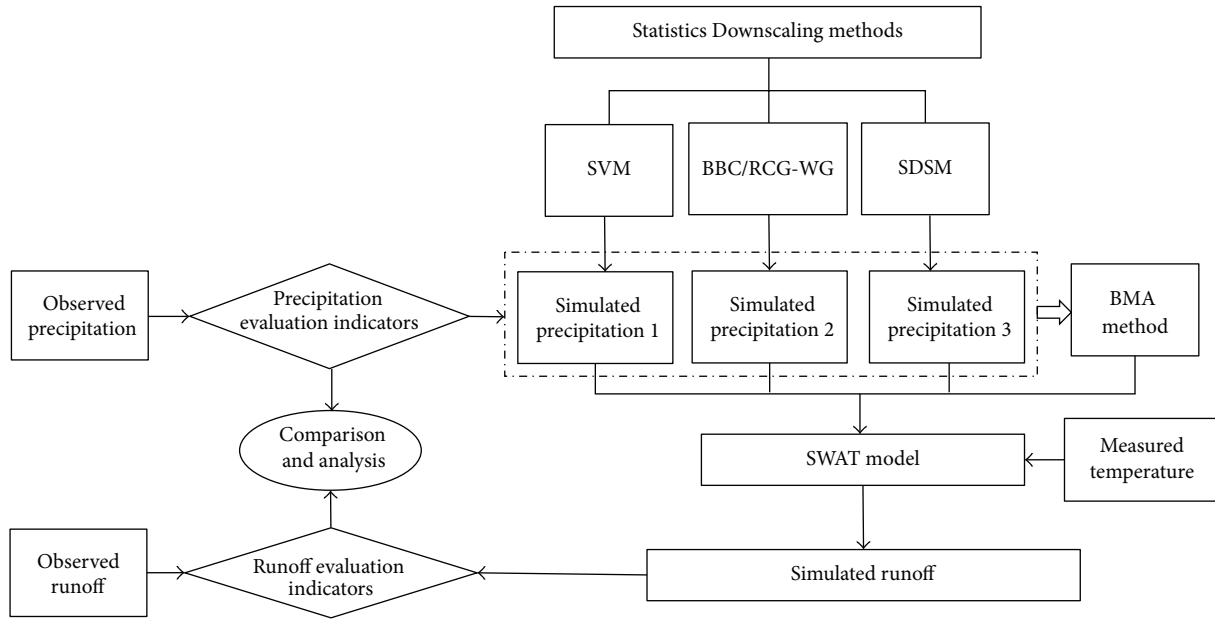 Statistics Downscaling methods
SVM
BBC/RCG-WG
SDSM
Observed
precipitation
Precipitation
evaluation indicators
Simulated
precipitation 1
Simulated
precipitation 2
Simulated
precipitation 3
BMA
method
Comparison
and analysis
SWAT model
Measured
temperature
Observed
runoff
Runoff evaluation
indicators
Simulated runoff